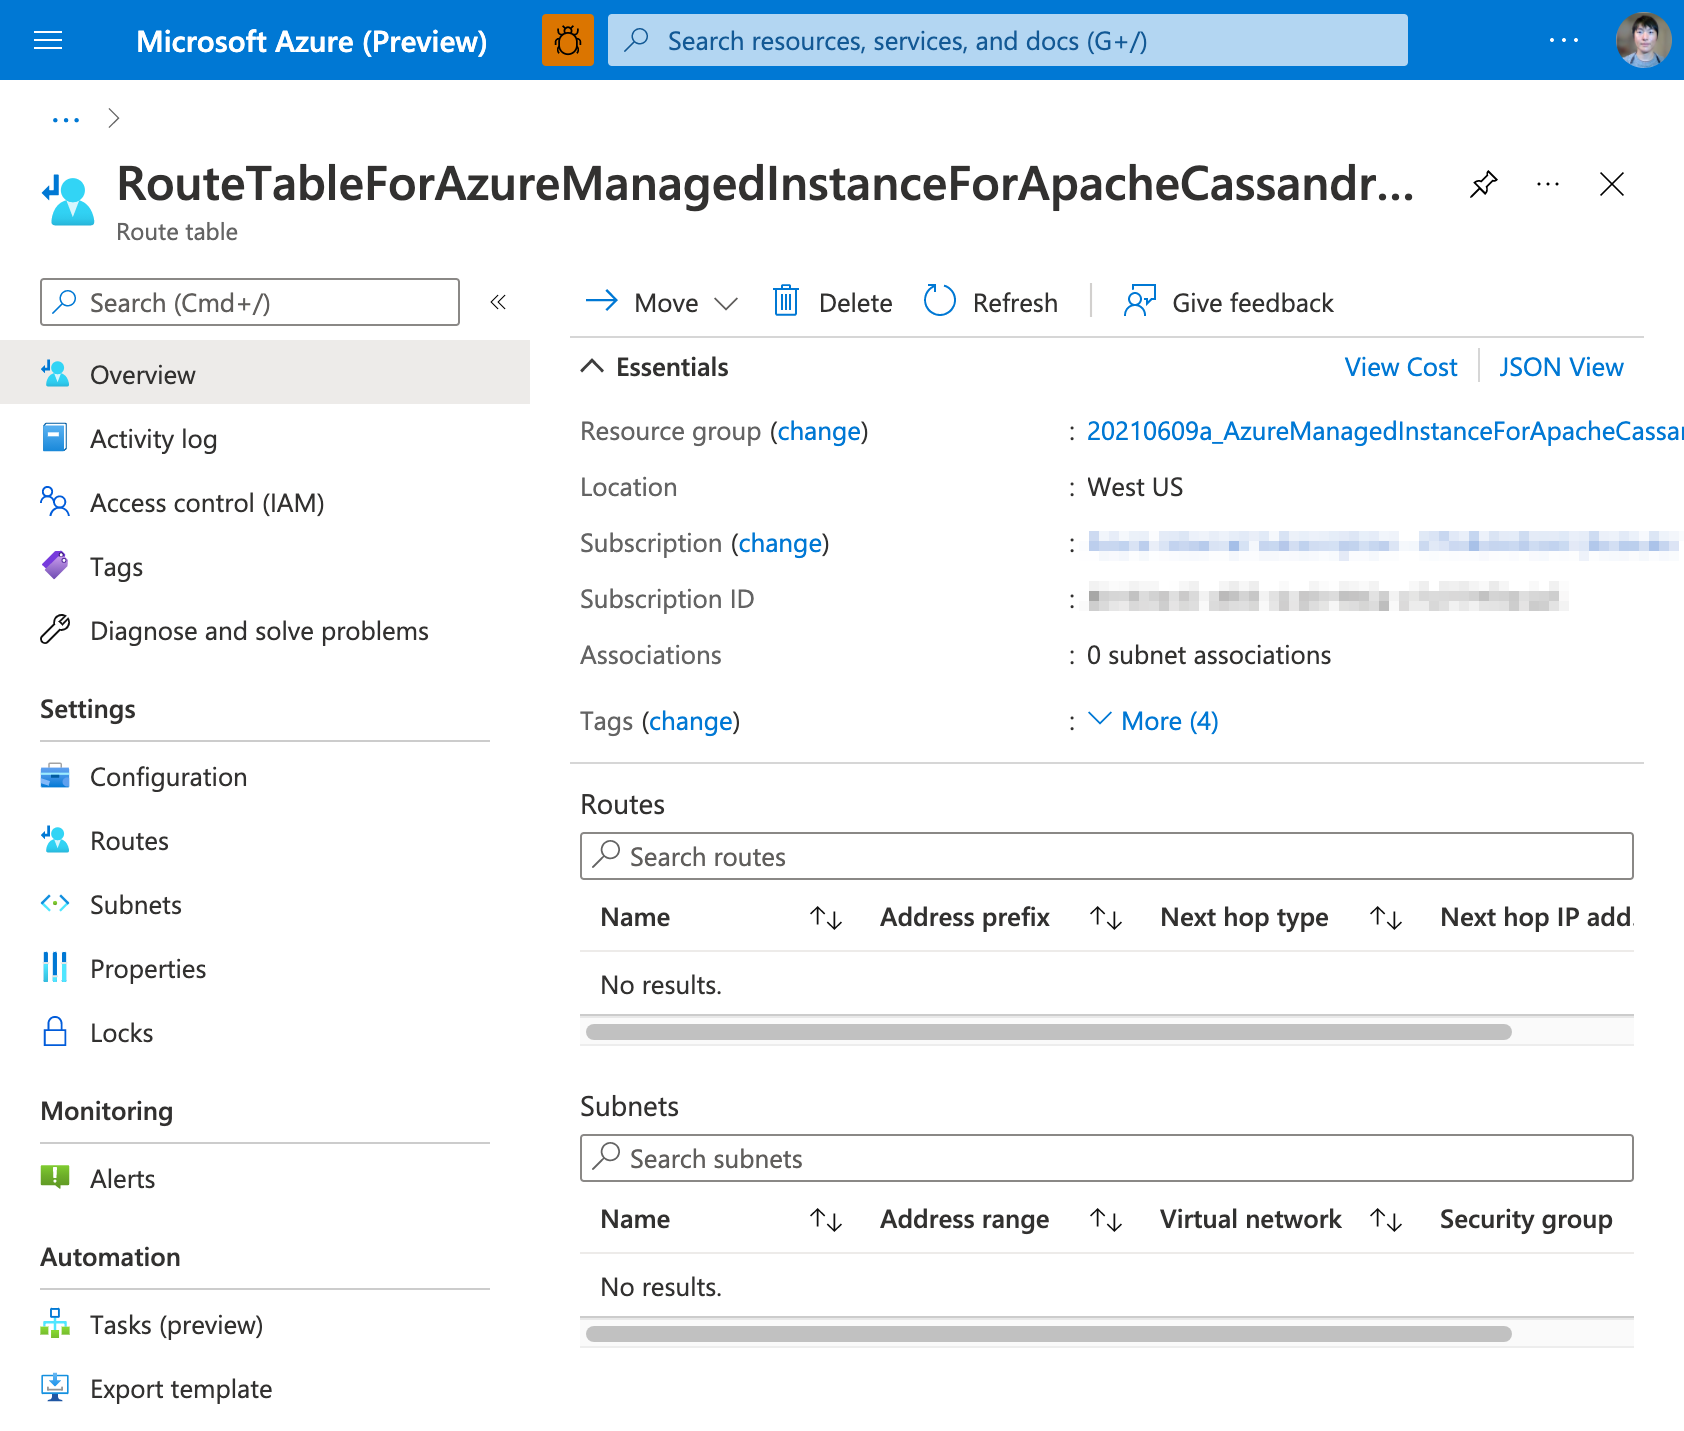 Microsoft Azure (Preview)
Search resources, services, and docs (G+/)
RouteTableForAzureManagedInstanceForApacheCassandr...
Route table
Search (Cmd+/)
Move
Delete
Refresh
Give feedback
Overview
Activity log
Access control (IAM)
Tags
Diagnose and solve problems
Settings
Configuration
Routes
Subnets
Properties
Locks
Monitoring
Alerts
Automation
Tasks (preview)
Export template
Essentials
View Cost
JSON View
Resource group (change) : 20210609a_AzureManagedInstanceForApacheCassan
Location : West US
Subscription (change) :
Subscription ID :
Associations : 0 subnet associations
Tags (change) : More (4)
Routes
Search routes
Name Address prefix Next hop type Next hop IP add.
No results.
Subnets
Search subnets
Name Address range Virtual network Security group
No results.